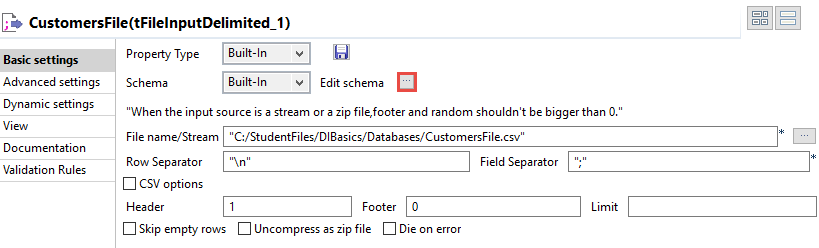 CustomersFile(tFileInputDelimited_1)
Basic settings
Advanced settings
Dynamic settings
View
Documentation
Validation Rules
Property Type Built-In
Schema Built-In Edit schema ...
"When the input source is a stream or a zip file,footer and random shouldn't be bigger than 0."
File name/Stream "C:/StudentFiles/DIBasics/Databases/CustomersFile.csv" * ...
Row Separator "\n" Field Separator ";" *
CSV options
Header 1 Footer 0 Limit
Skip empty rows Uncompress as zip file Die on error